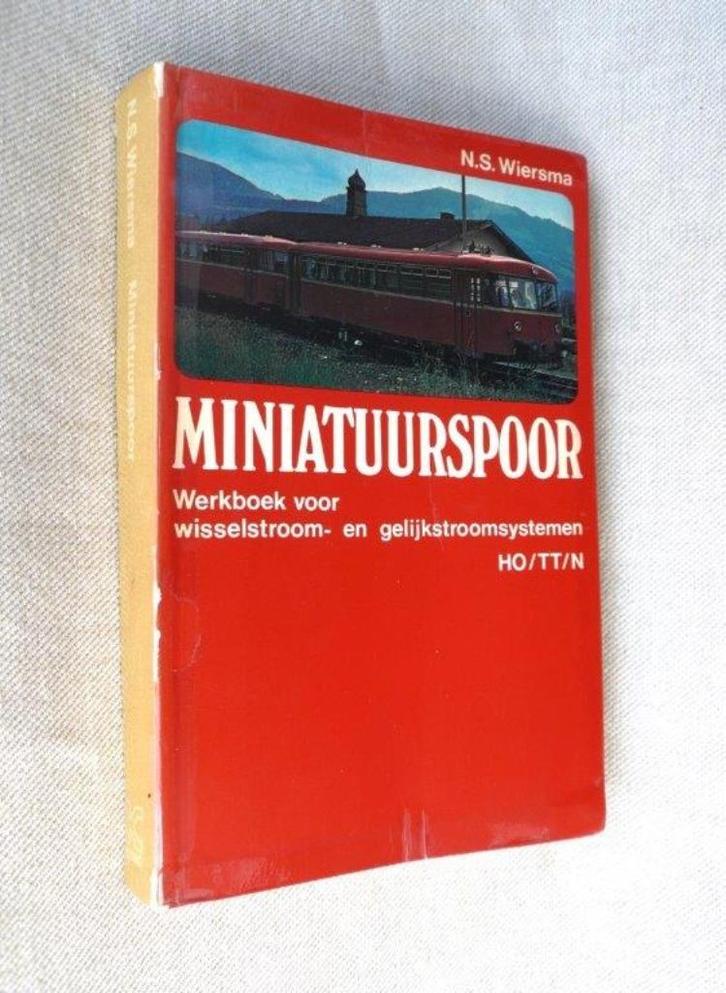 N.S. Wiersma
MINIATUURSPOOR
Werkboek voor
wisselstroom- en gelijkstroomsystemen
HO/TT/N
N.S. Wiersma Miniatuurspoor